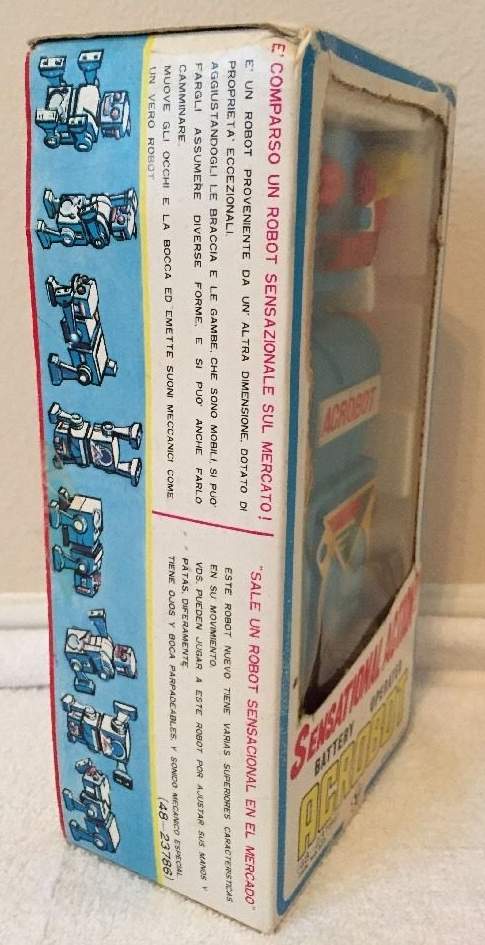 E' COMPARSO UN ROBOT SENSAZIONALE SUL MERCATO!
E' UN ROBOT PROVENIENTE DA UN' ALTRA DIMENSIONE, DOTATO DI
PROPRIETA' ECCEZIONALI.
AGGIUSTANDOGLI LE BRACCIA E LE GAMBE, CHE SONO MOBILI, SI PUO'
FARGLI ASSUMERE DIVERSE FORME, E SI PUO' ANCHE FARLO
CAMMINARE.
MUOVE GLI OCCHI E LA BOCCA ED EMETTE SUONI MECCANICI COME
UN VERO ROBOT
"SALE UN ROBOT SENSACIONAL EN EL MERCADO"
ESTE ROBOT NUEVO TIENE VARIAS SUPERIORES CARACTERISTICAS
EN SU MOVIMIENTO.
VDS. PUEDEN JUGAR A ESTE ROBOT POR AJUSTAR SUS MANOS Y
PATAS, DIFERAMENTE
TIENE OJOS Y BOCA PARPADEABLES, Y SONIDO MECANICO ESPECIAL.
(48-23786)
ACROBOT
SENSATIONAL ACTION!
BATTERY OPERATED
ACROBOT